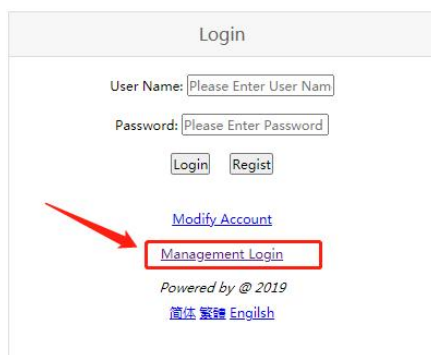 Login
User Name: Please Enter User Nam
Password: Please Enter Password
Login Regist
Modify Account
Management Login
Powered by @ 2019
简体 繁體 Engilsh